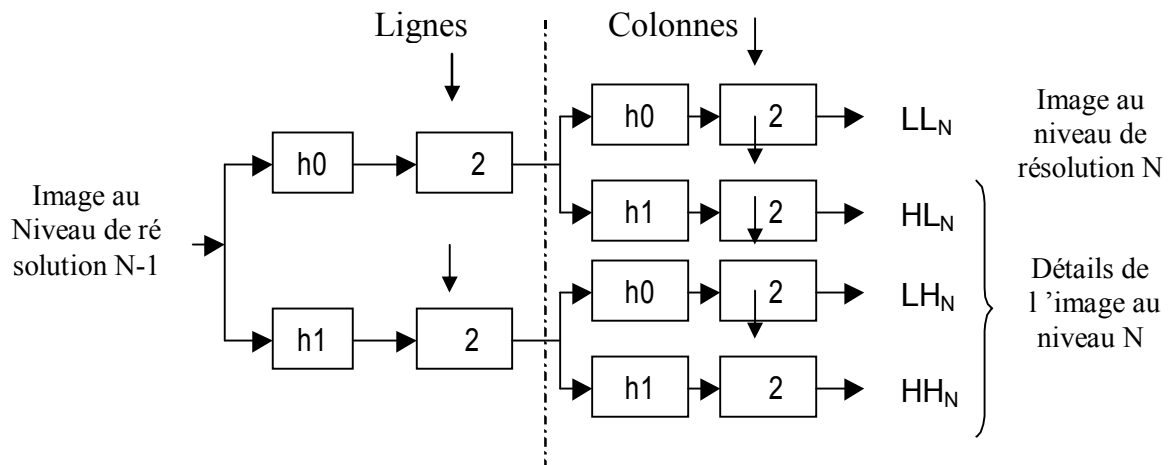 Lignes
Colonnes
Image au
Niveau de ré
solution N-1
h0
2
h1
2
h0
2
LL_N
h1
2
HL_N
h0
2
LH_N
h1
2
HH_N
Image au
niveau de
résolution N
Détails de
l ’image au
niveau N